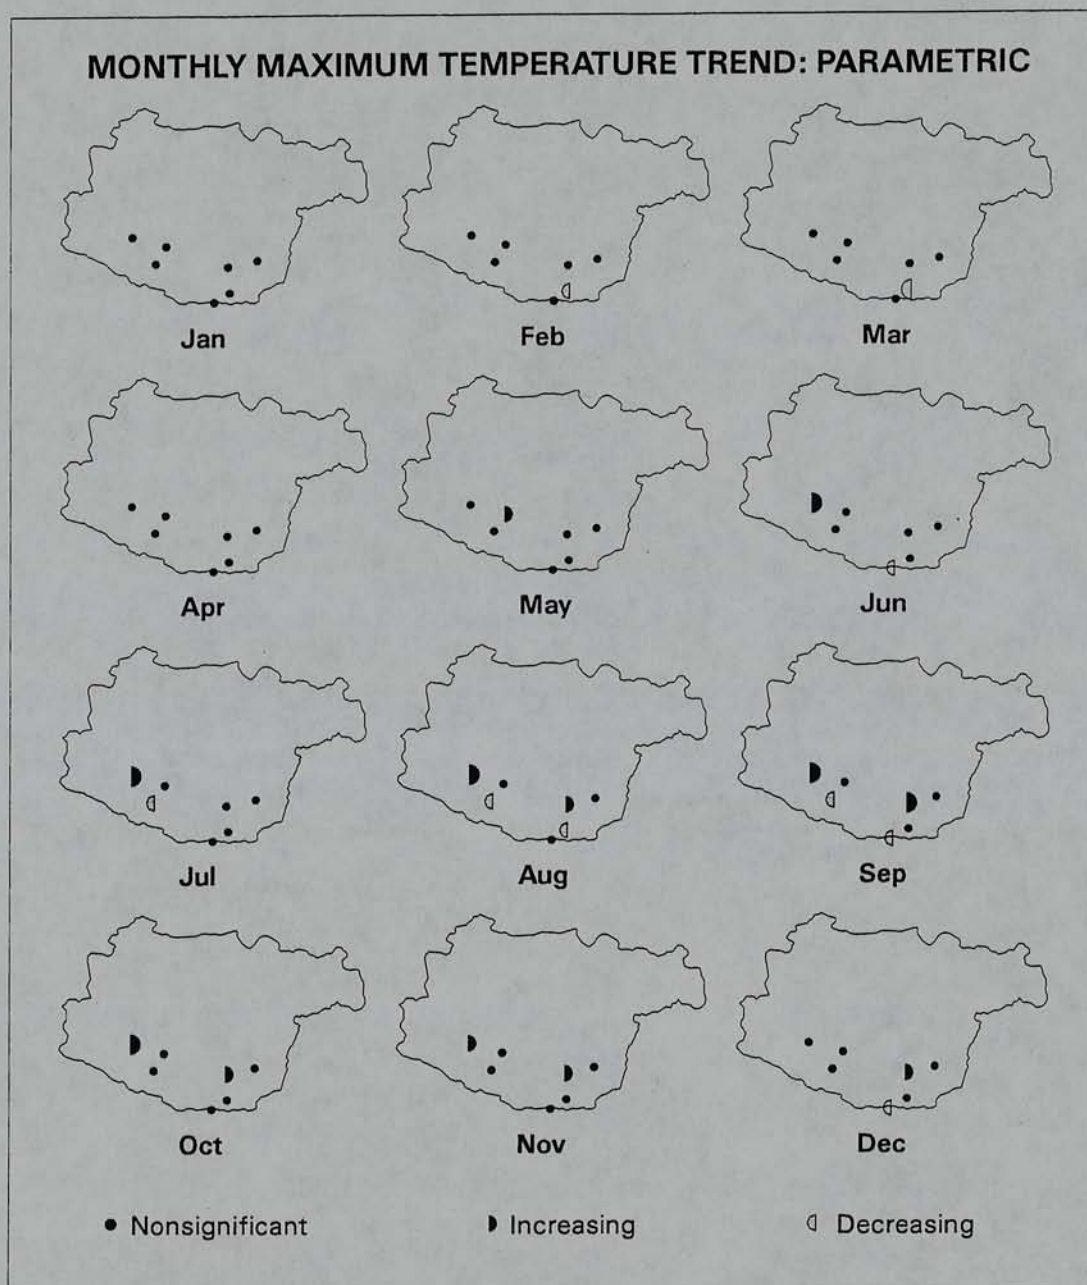 MONTHLY MAXIMUM TEMPERATURE TREND: PARAMETRIC
Jan Feb Mar
Apr May Jun
Jul Aug Sep
Oct Nov Dec
Nonsignificant Increasing Decreasing